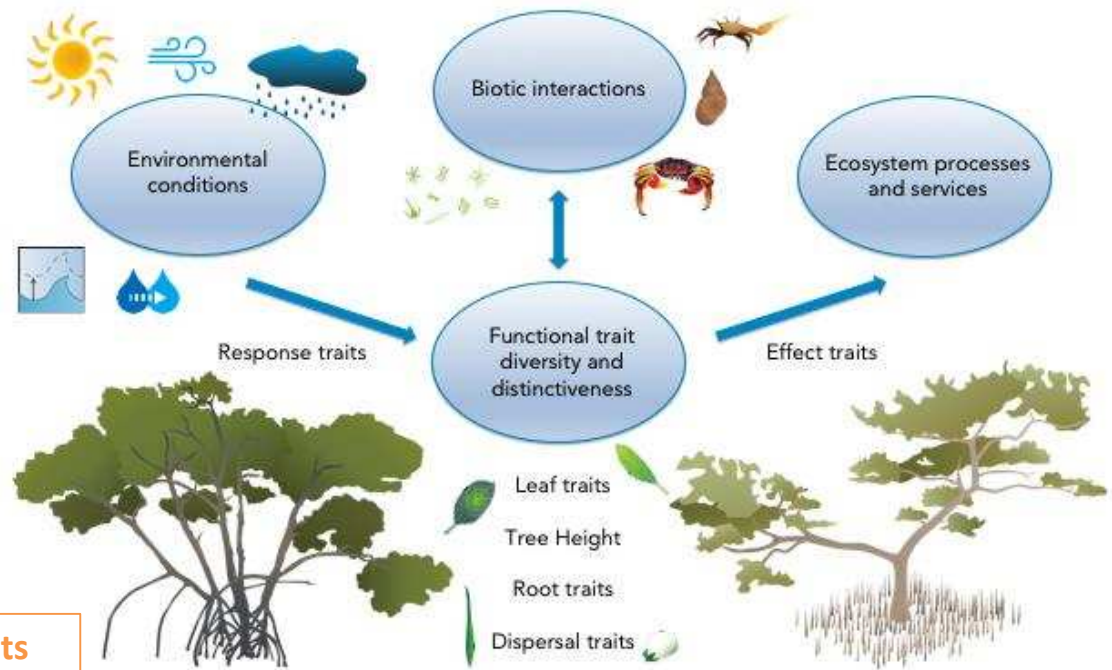 Environmental
conditions
Biotic interactions
Ecosystem processes
and services
Response traits
Functional trait
diversity and
distinctiveness
Effect traits
Leaf traits
Tree Height
Root traits
Dispersal traits
ts